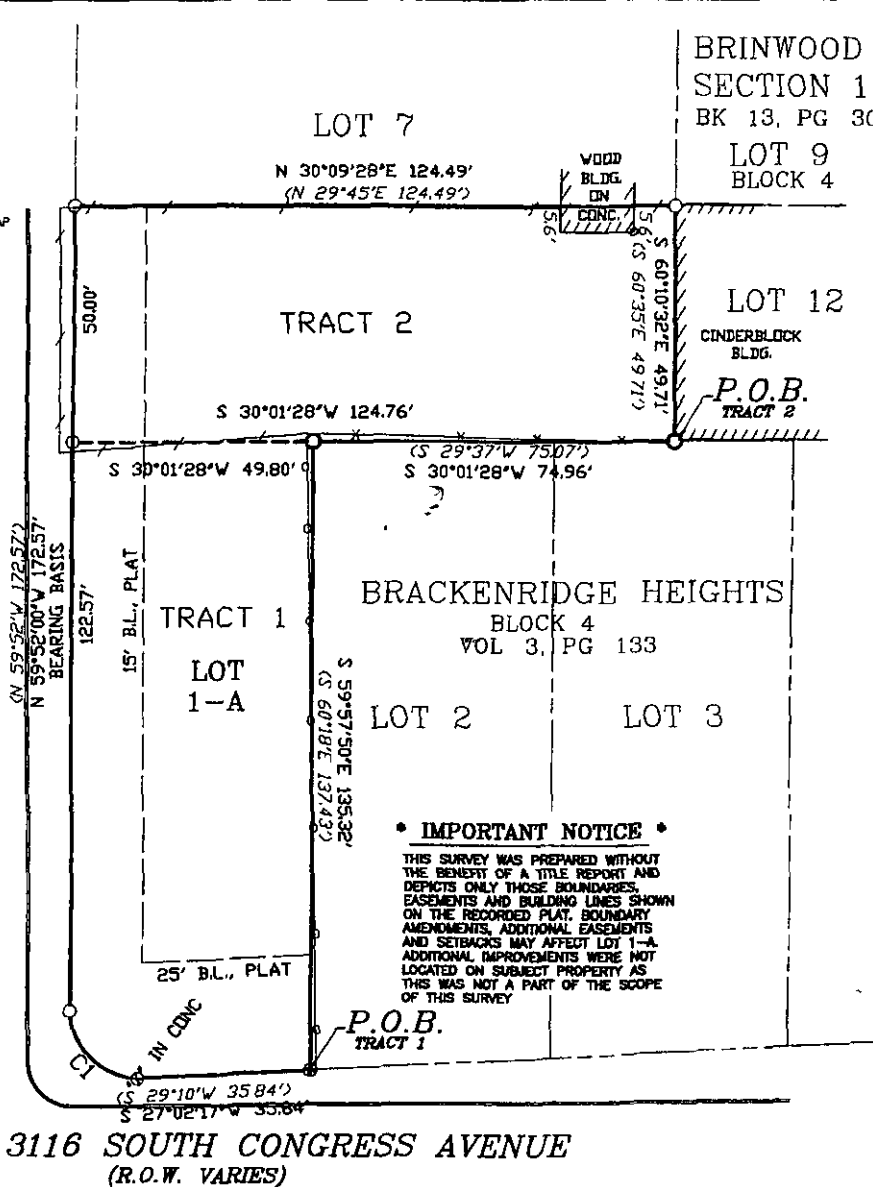 BRINWOOD
SECTION 1
BK 13, PG
LOT 7
LOT 9
BLOCK 4
N 30°09'28"E 124.49'
(N 29°45'E 124.49')
WOOD
BLDG.
ON
CONC.
5.6'
5.6'
50.00'
TRACT 2
S 60°10'32"E 49.71'
(S 60°35'E 49.71')
LOT 12
CINDERBLOCK
BLDG.
P.O.B.
TRACT 2
S 30°01'28"W 124.76'
(S 29°37'W 75.07')
S 30°01'28"W 49.80'
S 30°01'28"W 74.96'
(N 59°52'W 172.57')
N 59°52'00"W 172.57'
BEARING BASIS
122.57'
15' B.L., PLAT
TRACT 1
LOT
1-A
S 59°57'50"E 135.32'
(S 60°18'E 137.43')
BRACKENRIDGE HEIGHTS
BLOCK 4
VOL 3, PG 133
LOT 2
LOT 3
* IMPORTANT NOTICE *
THIS SURVEY WAS PREPARED WITHOUT
THE BENEFIT OF A TITLE REPORT AND
DEPICTS ONLY THOSE BOUNDARIES,
EASEMENTS AND BUILDING LINES SHOWN
ON THE RECORDED PLAT. BOUNDARY
AMENDMENTS, ADDITIONAL EASEMENTS
AND SETBACKS MAY AFFECT LOT 1-A.
ADDITIONAL IMPROVEMENTS WERE NOT
LOCATED ON SUBJECT PROPERTY AS
THIS WAS NOT A PART OF THE SCOPE
OF THIS SURVEY
25' B.L., PLAT
"X" IN CONC
P.O.B.
TRACT 1
C1
(S 29°10'W 35.84')
S 27°02'17"W 35.84'
3116 SOUTH CONGRESS AVENUE
(R.O.W. VARIES)